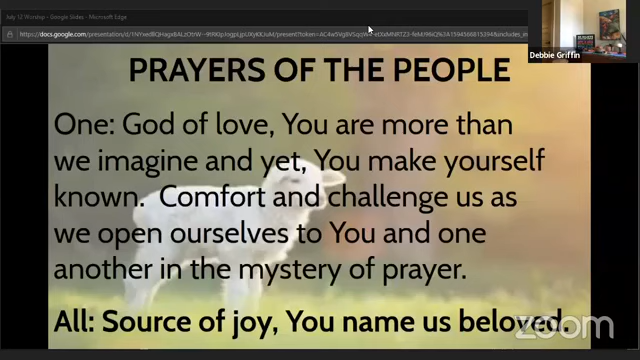 July 12 Worship - Google Slides - Microsoft Edge
Debbie Griffin
PRAYERS OF THE PEOPLE
One: God of love, You are more than
we imagine and yet, You make yourself
known. Comfort and challenge us as
we open ourselves to You and one
another in the mystery of prayer.
All: Source of joy, You name us beloved.
zoom